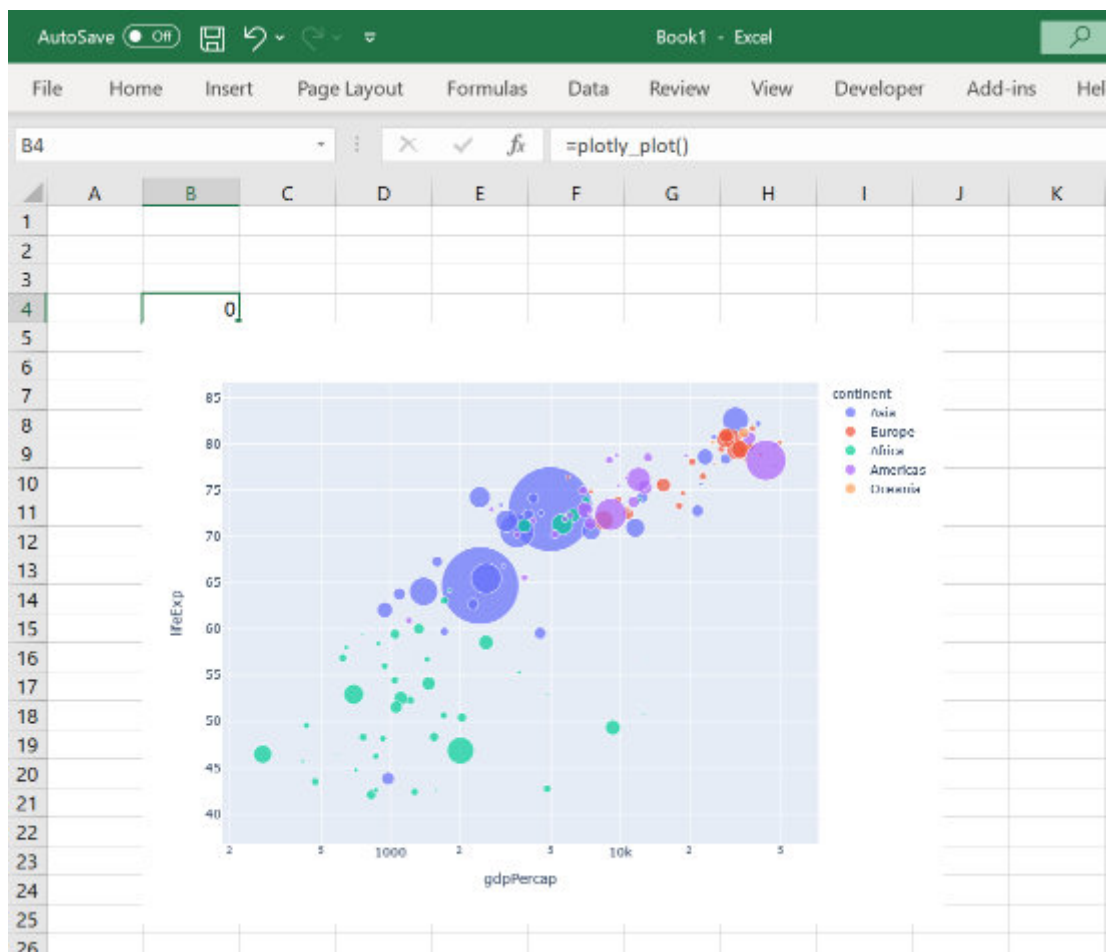 AutoSave Off Book1 - Excel
File Home Insert Page Layout Formulas Data Review View Developer Add-ins Hel
B4 fx =plotly_plot()
A B C D E F G H I J K
1
2
3
4 0
5
6
7
8
9
10
11
12
13
14
15
16
17
18
19
20
21
22
23
24
25
26
85
80
75
70
65
60
55
50
45
40
lifeExp
2 5 1000 2 5 10k 2 5
gdpPercap
continent
Asia
Europe
Africa
Americas
Oceania